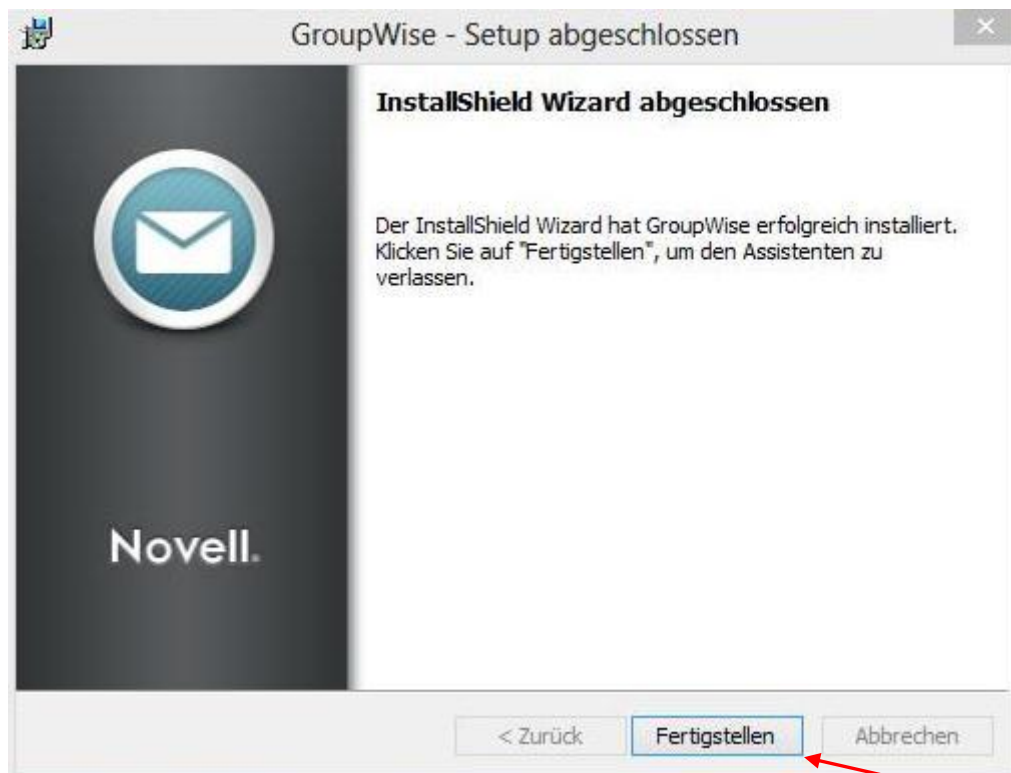 GroupWise - Setup abgeschlossen
InstallShield Wizard abgeschlossen
Der InstallShield Wizard hat GroupWise erfolgreich installiert.
Klicken Sie auf "Fertigstellen", um den Assistenten zu
verlassen.
Novell.
< Zurück Fertigstellen Abbrechen